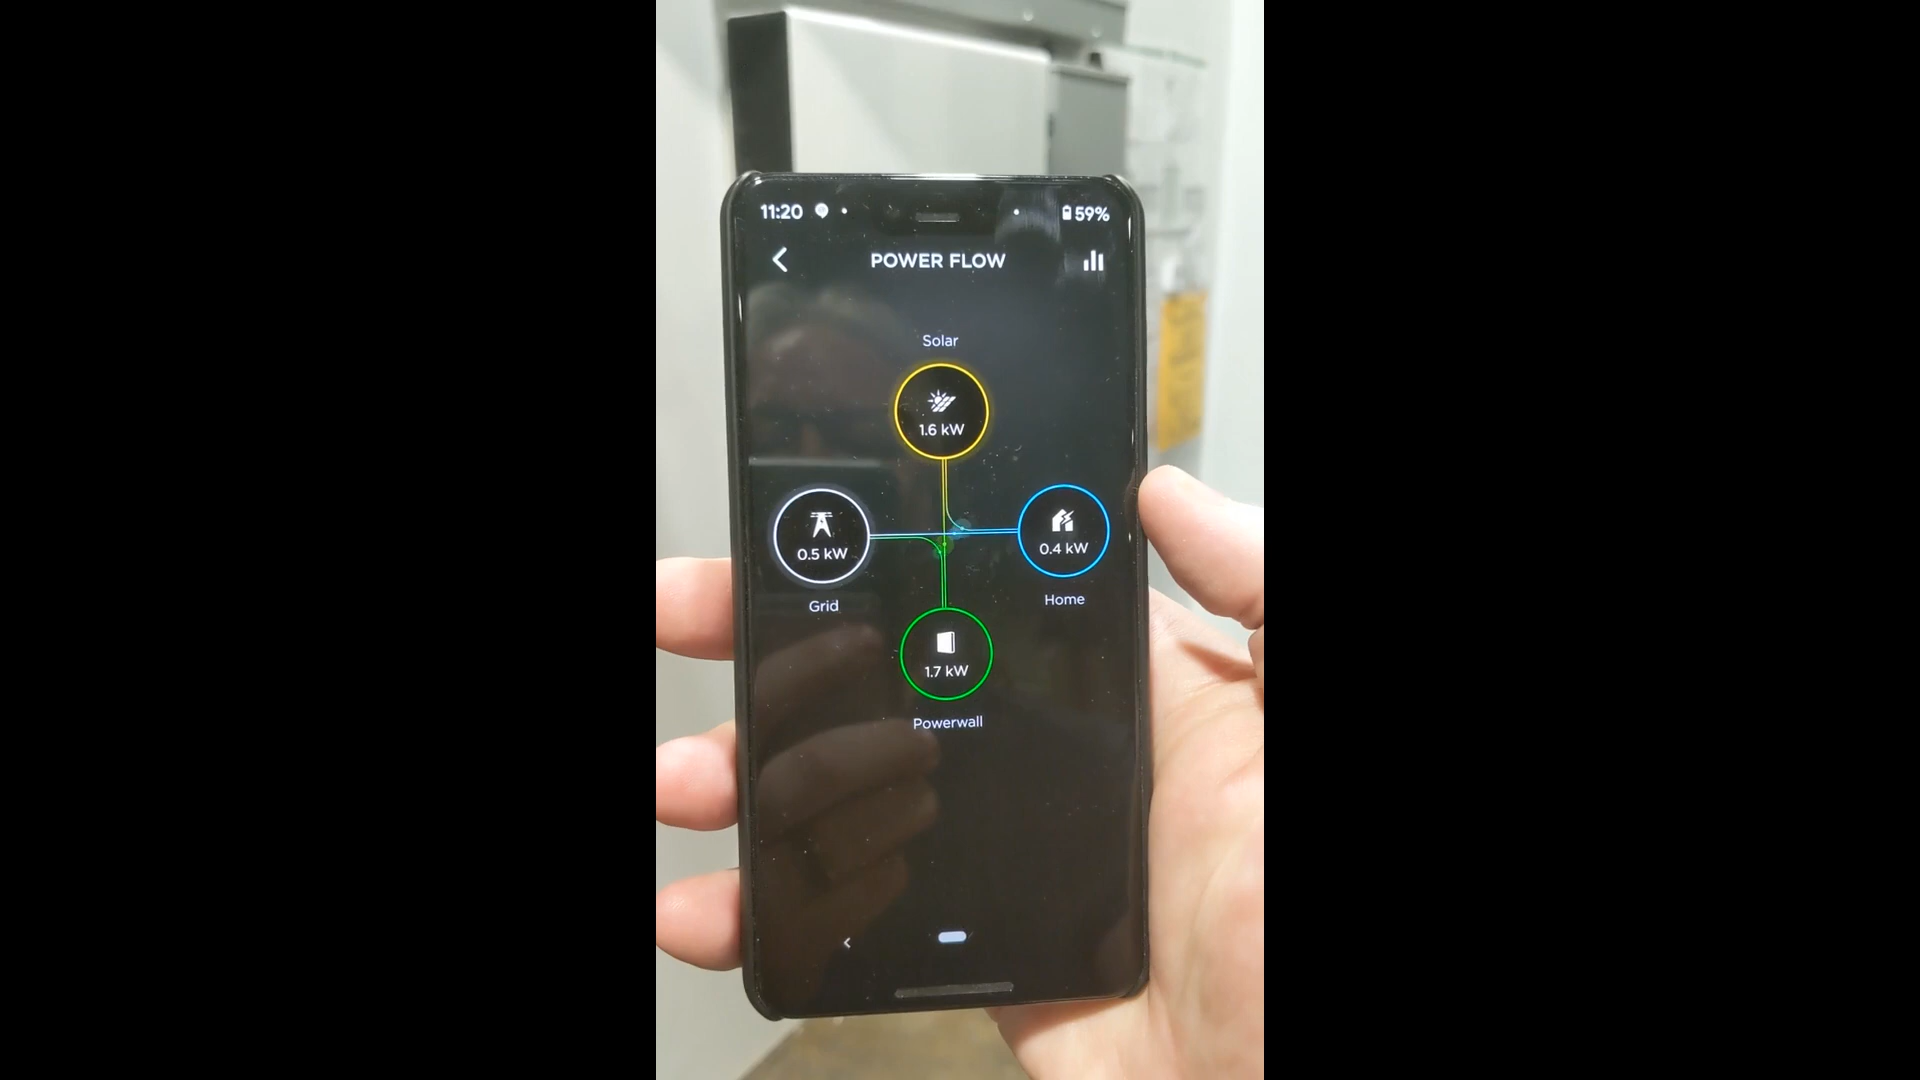 11:20
59%
POWER FLOW
Solar
1.6 kW
0.5 kW
0.4 kW
Grid
Home
1.7 kW
Powerwall